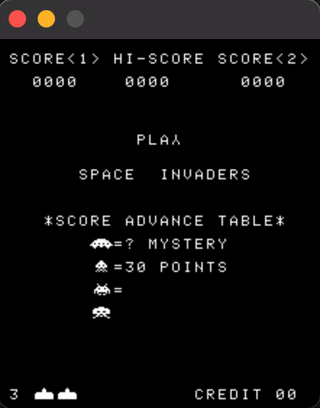 SCORE<1> HI-SCORE SCORE<2>
0000 0000 0000
PLAY
SPACE INVADERS
*SCORE ADVANCE TABLE*
=? MYSTERY
=30 POINTS
=
3 CREDIT 00